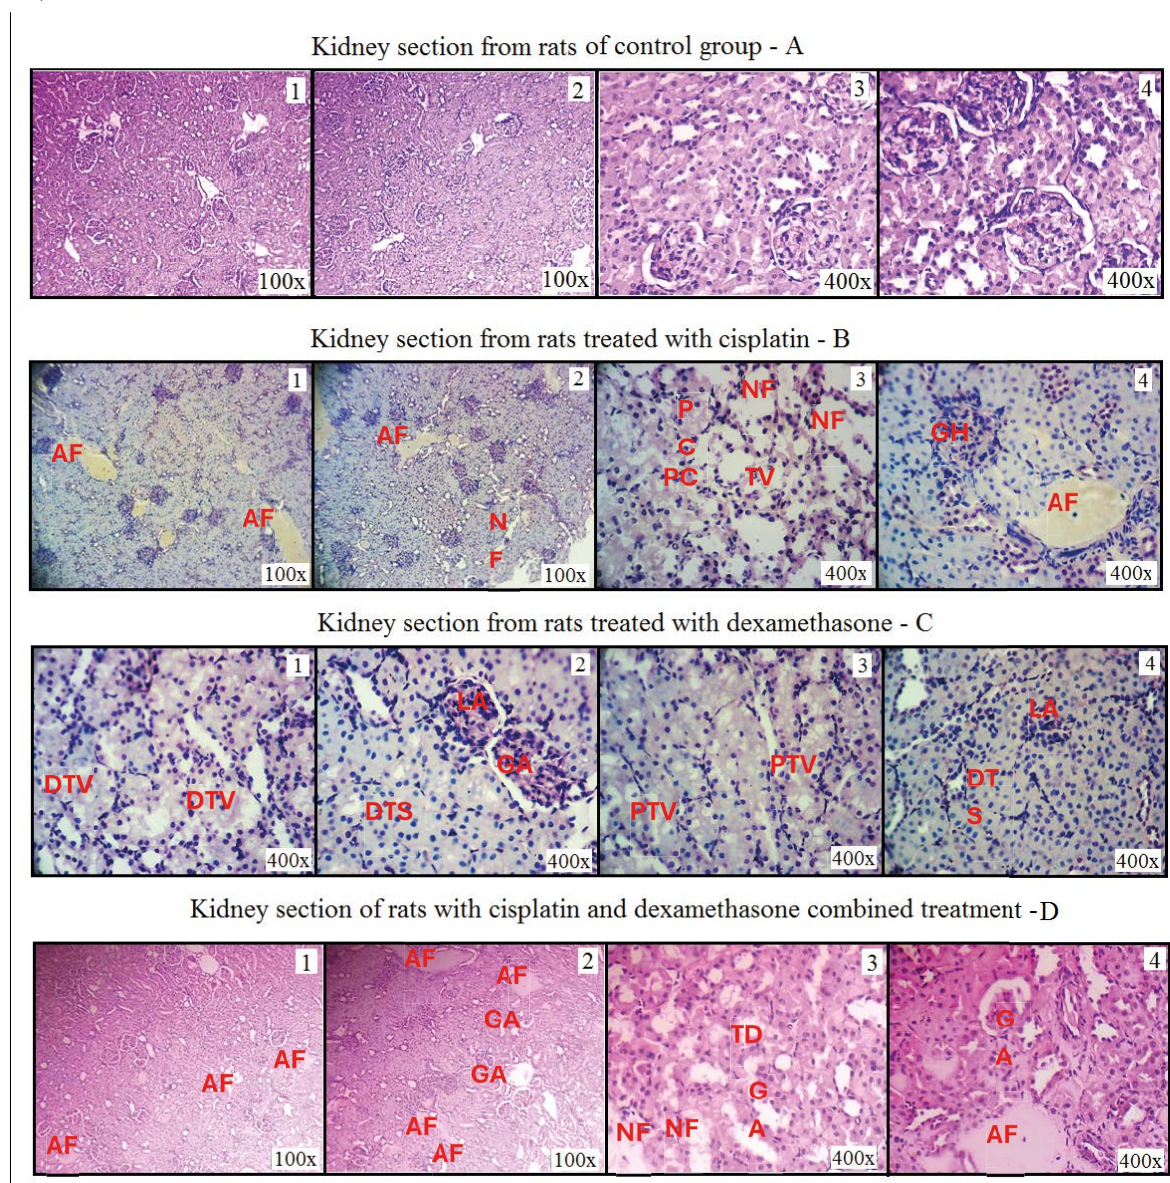 Kidney section from rats of control group - A
1
2
3
4
100x
100x
400x
400x
Kidney section from rats treated with cisplatin - B
1
2
3
4
AF
AF
AF
N
F
P
C
PC
NF
NF
TV
GH
AF
100x
100x
400x
400x
Kidney section from rats treated with dexamethasone - C
1
2
3
4
DTV
DTV
LA
GA
DTS
PTV
PTV
LA
DT
S
400x
400x
400x
400x
Kidney section of rats with cisplatin and dexamethasone combined treatment -D
1
2
3
4
AF
AF
AF
AF
AF
GA
GA
AF
AF
TD
G
A
NF
NF
G
A
AF
100x
100x
400x
400x